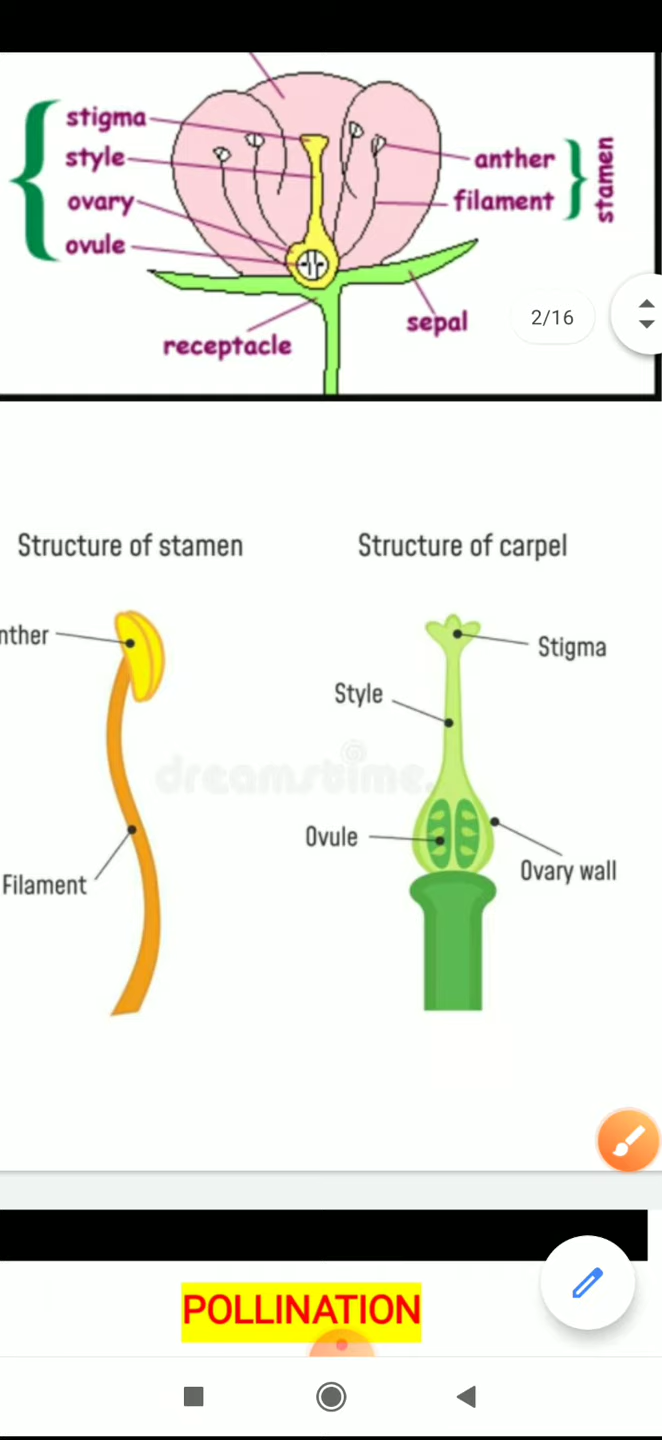 stigma
style
ovary
ovule
receptacle
anther
filament
stamen
sepal
2/16
Structure of stamen
nther
Filament
Structure of carpel
Stigma
Style
Ovule
Ovary wall
dreamstime.
POLLINATION